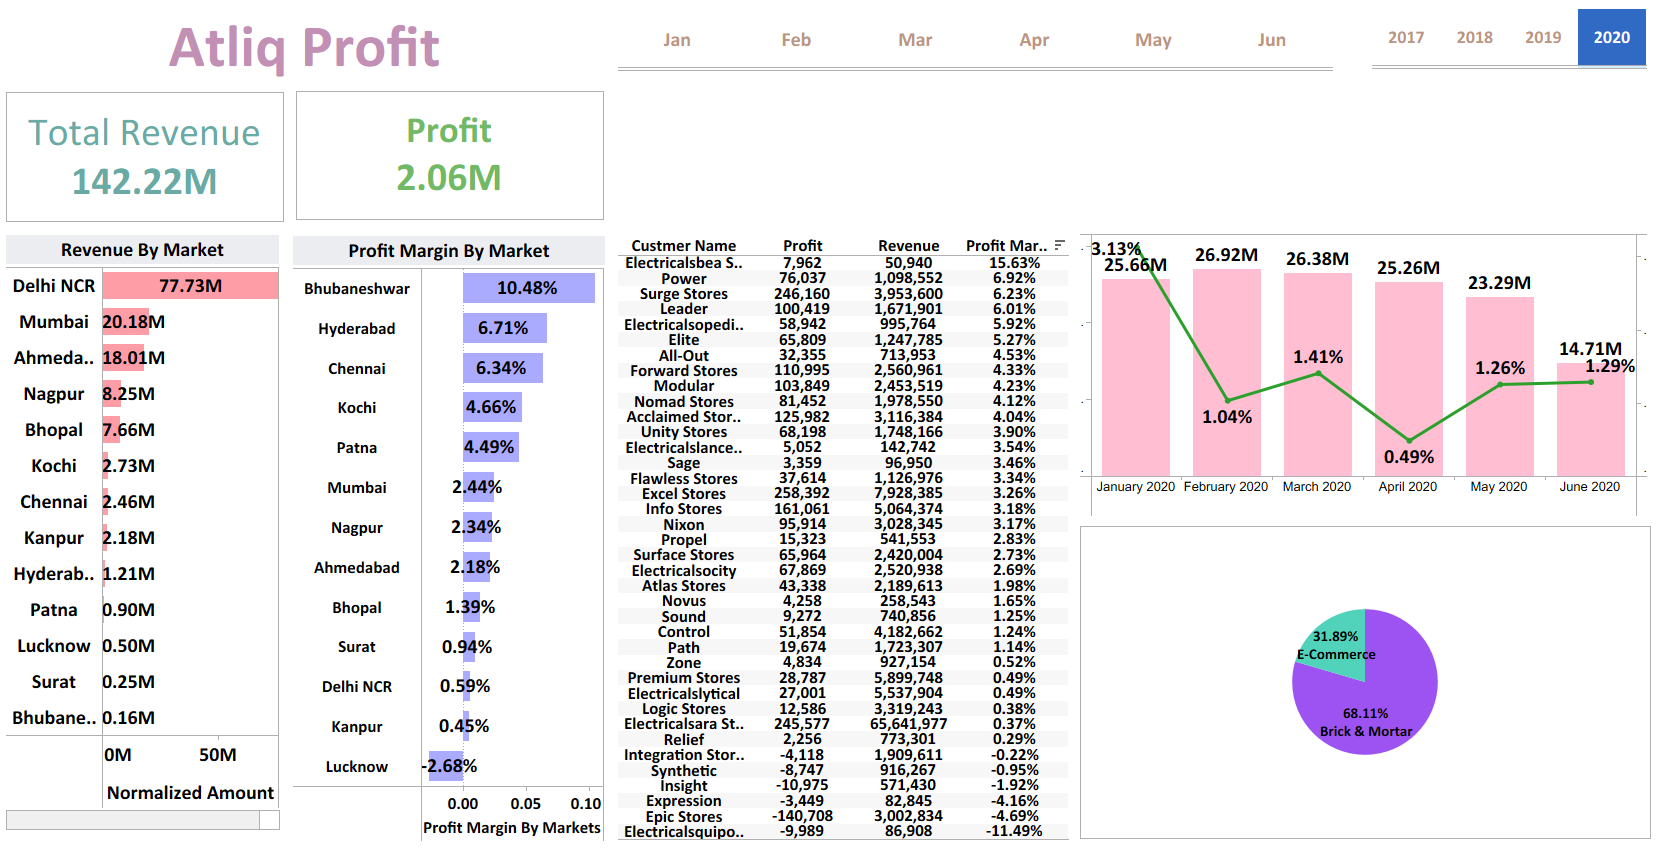 Atliq Profit
Jan Feb Mar Apr May Jun
2017 2018 2019 2020
Total Revenue
142.22M
Profit
2.06M
Revenue By Market
Delhi NCR 77.73M
Mumbai 20.18M
Ahmeda.. 18.01M
Nagpur 8.25M
Bhopal 7.66M
Kochi 2.73M
Chennai 2.46M
Kanpur 2.18M
Hyderab.. 1.21M
Patna 0.90M
Lucknow 0.50M
Surat 0.25M
Bhubane.. 0.16M
0M 50M
Normalized Amount
Profit Margin By Market
Bhubaneshwar 10.48%
Hyderabad 6.71%
Chennai 6.34%
Kochi 4.66%
Patna 4.49%
Mumbai 2.44%
Nagpur 2.34%
Ahmedabad 2.18%
Bhopal 1.39%
Surat 0.94%
Delhi NCR 0.59%
Kanpur 0.45%
Lucknow -2.68%
0.00 0.05 0.10
Profit Margin By Markets
Custmer Name Profit Revenue Profit Mar..
Electricalsbea S.. 7,962 50,940 15.63%
Power 76,037 1,098,552 6.92%
Surge Stores 246,160 3,953,600 6.23%
Leader 100,419 1,671,901 6.01%
Electricalsopedi.. 58,942 995,764 5.92%
Elite 65,809 1,247,785 5.27%
All-Out 32,355 713,953 4.53%
Forward Stores 110,995 2,560,961 4.33%
Modular 103,849 2,453,519 4.23%
Nomad Stores 81,452 1,978,550 4.12%
Acclaimed Stor.. 125,982 3,116,384 4.04%
Unity Stores 68,198 1,748,166 3.90%
Electricalslance.. 5,052 142,742 3.54%
Sage 3,359 96,950 3.46%
Flawless Stores 37,614 1,126,976 3.34%
Excel Stores 258,392 7,928,385 3.26%
Info Stores 161,061 5,064,374 3.18%
Nixon 95,914 3,028,345 3.17%
Propel 15,323 541,553 2.83%
Surface Stores 65,964 2,420,004 2.73%
Electricalsocity 67,869 2,520,938 2.69%
Atlas Stores 43,338 2,189,613 1.98%
Novus 4,258 258,543 1.65%
Sound 9,272 740,856 1.25%
Control 51,854 4,182,662 1.24%
Path 19,674 1,723,307 1.14%
Zone 4,834 927,154 0.52%
Premium Stores 28,787 5,899,748 0.49%
Electricalslytical 27,001 5,537,904 0.49%
Logic Stores 12,586 3,319,243 0.38%
Electricalsara St.. 245,577 65,641,977 0.37%
Relief 2,256 773,301 0.29%
Integration Stor.. -4,118 1,909,611 -0.22%
Synthetic -8,747 916,267 -0.95%
Insight -10,975 571,430 -1.92%
Expression -3,449 82,845 -4.16%
Epic Stores -140,708 3,002,834 -4.69%
Electricalsquipo.. -9,989 86,908 -11.49%
3.13%
25.66M 26.92M 26.38M 25.26M 23.29M 14.71M
1.04% 1.41% 0.49% 1.26% 1.29%
January 2020 February 2020 March 2020 April 2020 May 2020 June 2020
31.89%
E-Commerce
68.11%
Brick & Mortar